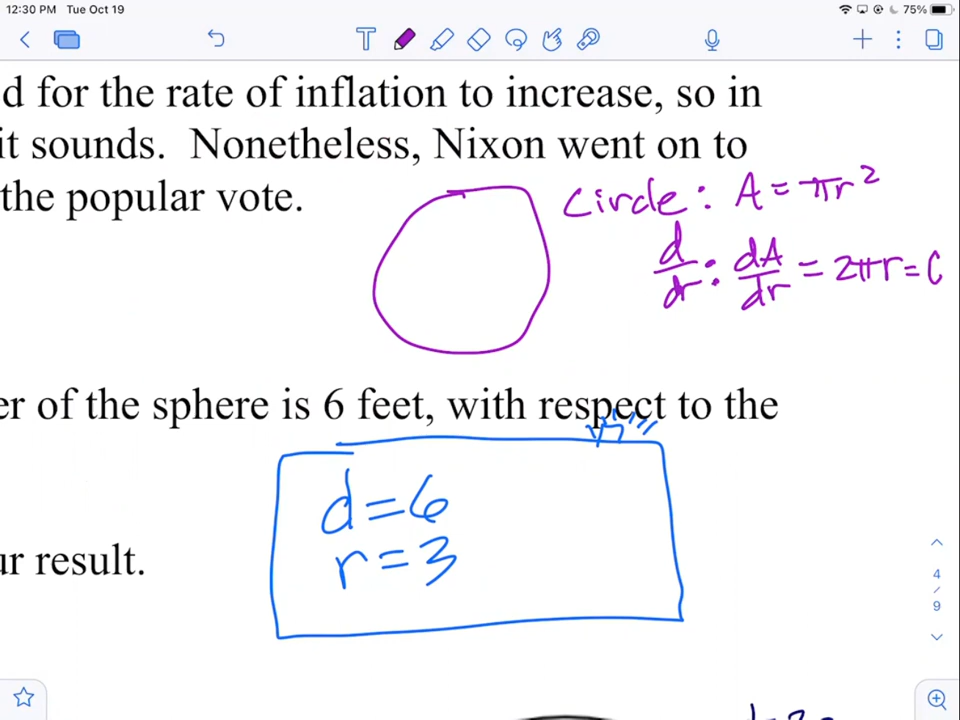 12:30 PM Tue Oct 19
75%
T
d for the rate of inflation to increase, so in
it sounds. Nonetheless, Nixon went on to
the popular vote.
Circle: A = πr²
d/dr : dA/dr = 2πr = C
er of the sphere is 6 feet, with respect to the
d = 6
r = 3
ur result.
4
/
9